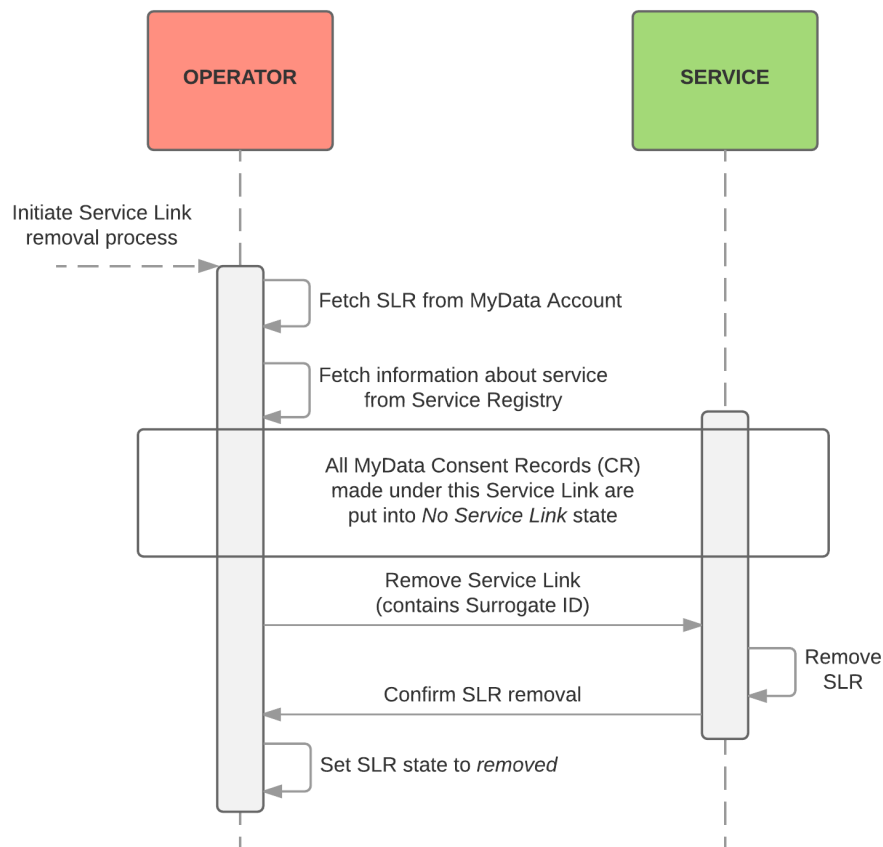 OPERATOR
SERVICE
Initiate Service Link
removal process
Fetch SLR from MyData Account
Fetch information about service
from Service Registry
All MyData Consent Records (CR)
made under this Service Link are
put into No Service Link state
Remove Service Link
(contains Surrogate ID)
Remove
SLR
Confirm SLR removal
Set SLR state to removed